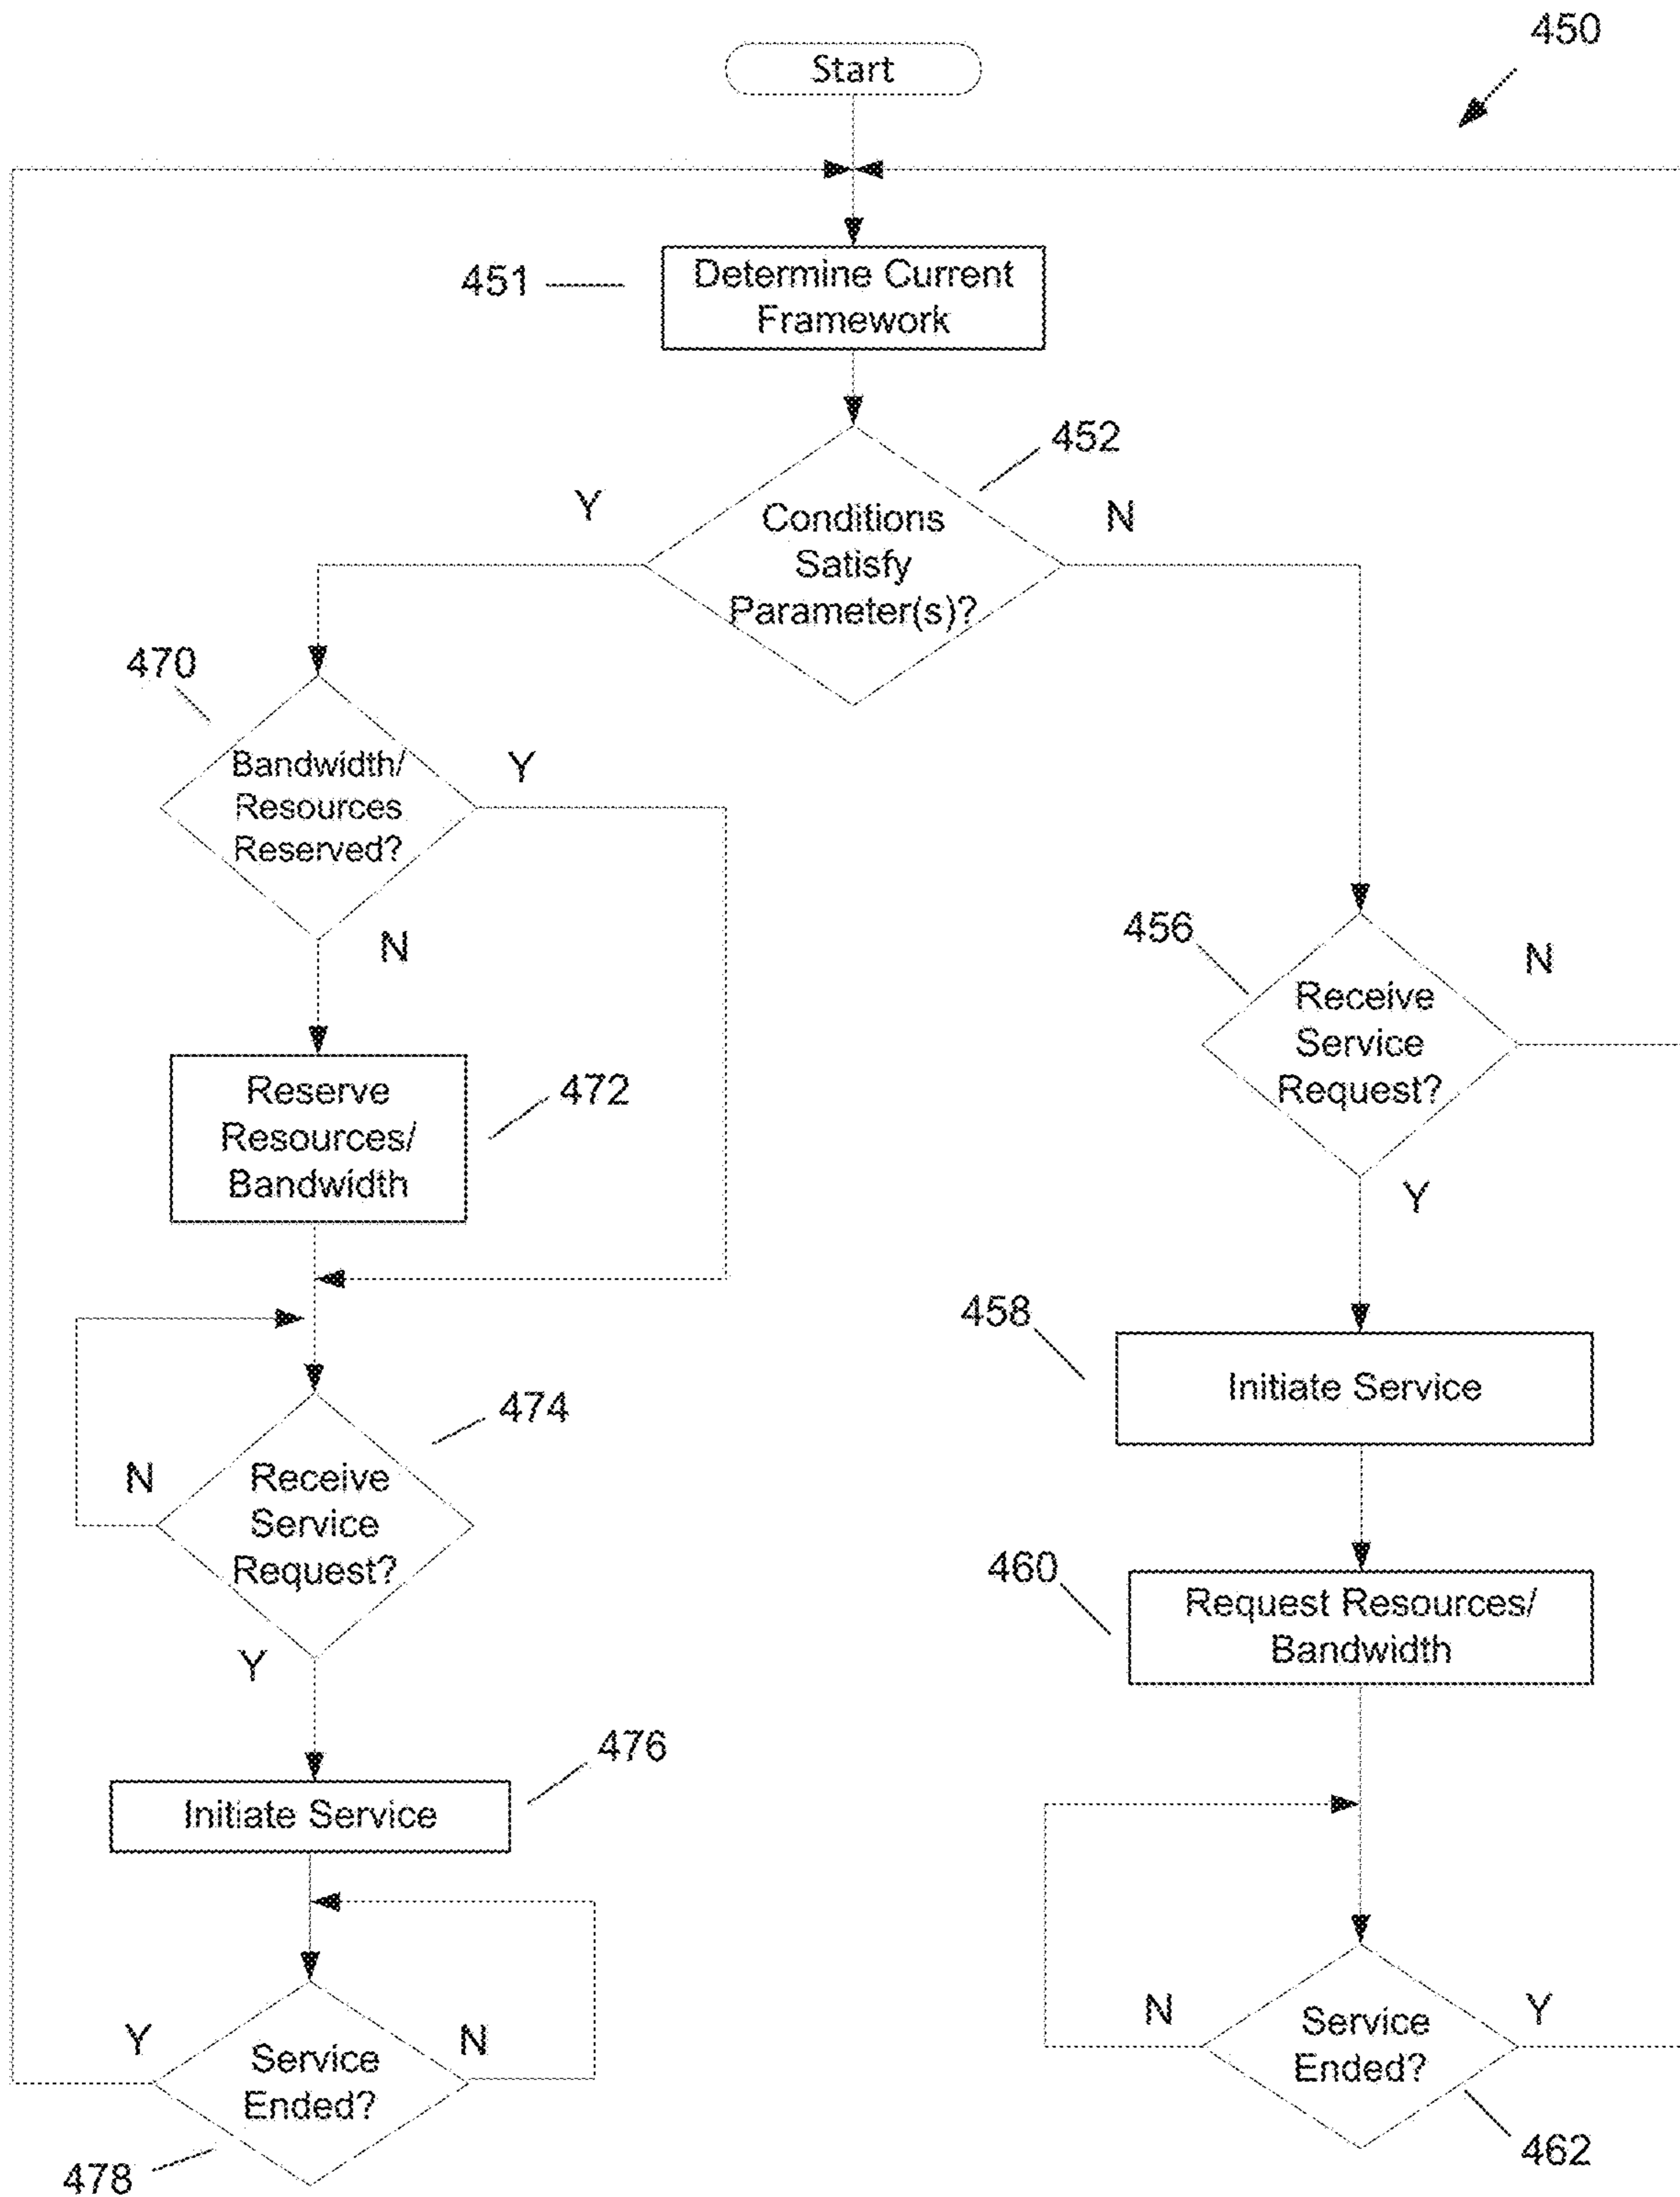 450
Start
451
Determine Current
Framework
452
Y
N
Conditions
Satisfy
Parameter(s)?
470
Y
Bandwidth/
Resources
Reserved?
N
456
N
Receive
Service
Request?
Y
Reserve
Resources/
Bandwidth
472
458
Initiate Service
474
N
Receive
Service
Request?
Y
460
Request Resources/
Bandwidth
476
Initiate Service
Y
N
Service
Ended?
478
N
Y
Service
Ended?
462